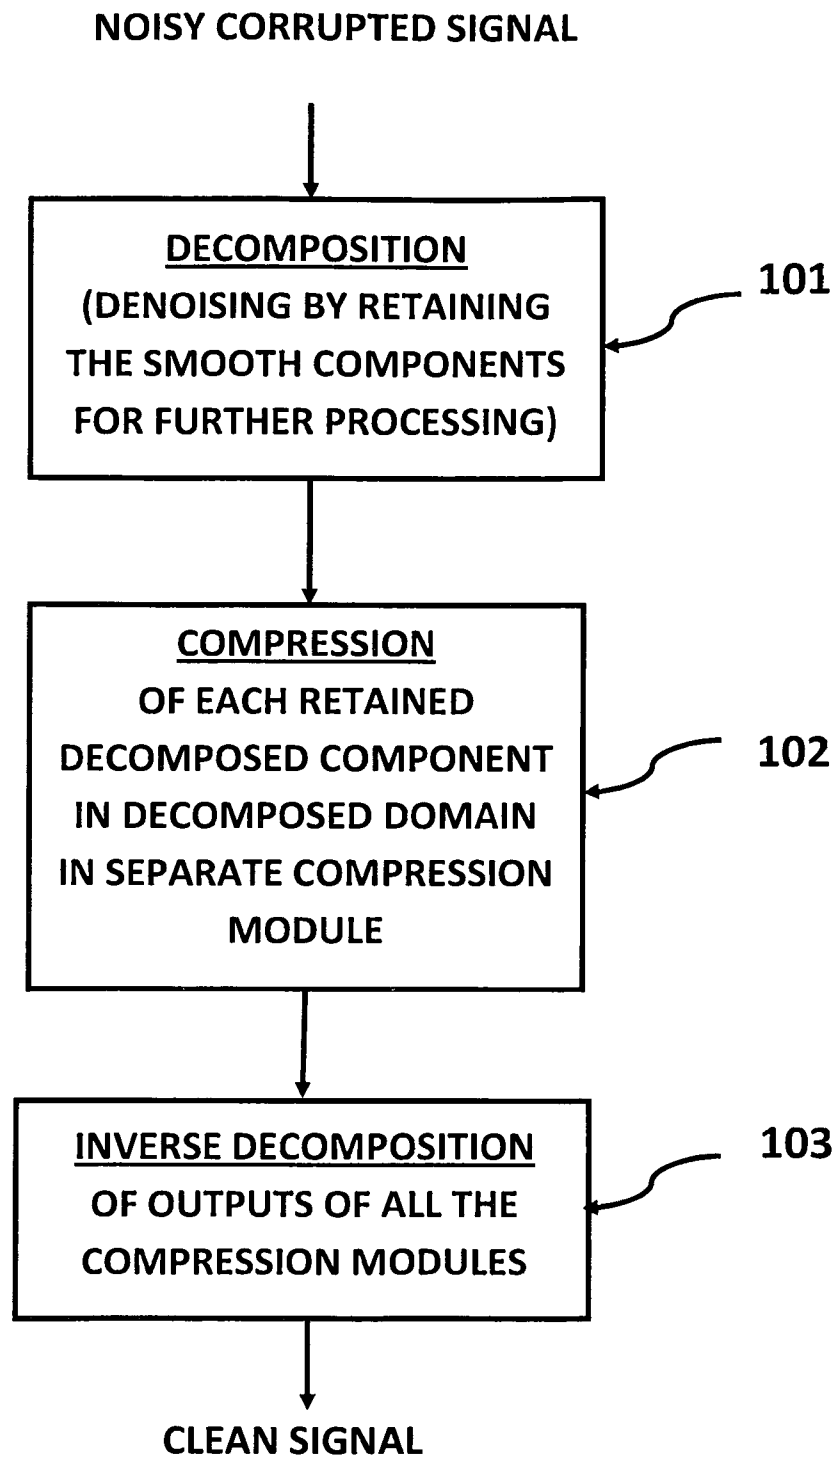 NOISY CORRUPTED SIGNAL
DECOMPOSITION
(DENOISING BY RETAINING
THE SMOOTH COMPONENTS
FOR FURTHER PROCESSING)
101
COMPRESSION
OF EACH RETAINED
DECOMPOSED COMPONENT
IN DECOMPOSED DOMAIN
IN SEPARATE COMPRESSION
MODULE
102
INVERSE DECOMPOSITION
OF OUTPUTS OF ALL THE
COMPRESSION MODULES
103
CLEAN SIGNAL